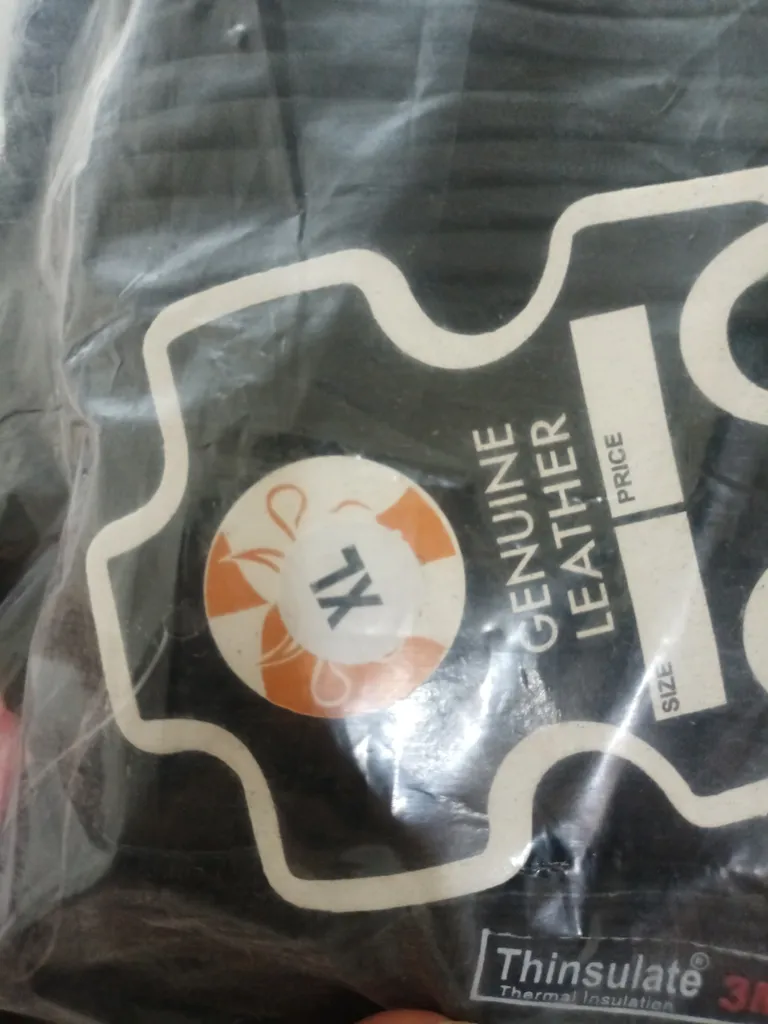 XL
GENUINE
LEATHER
PRICE
SIZE
Thinsulate®
Thermal Insulation